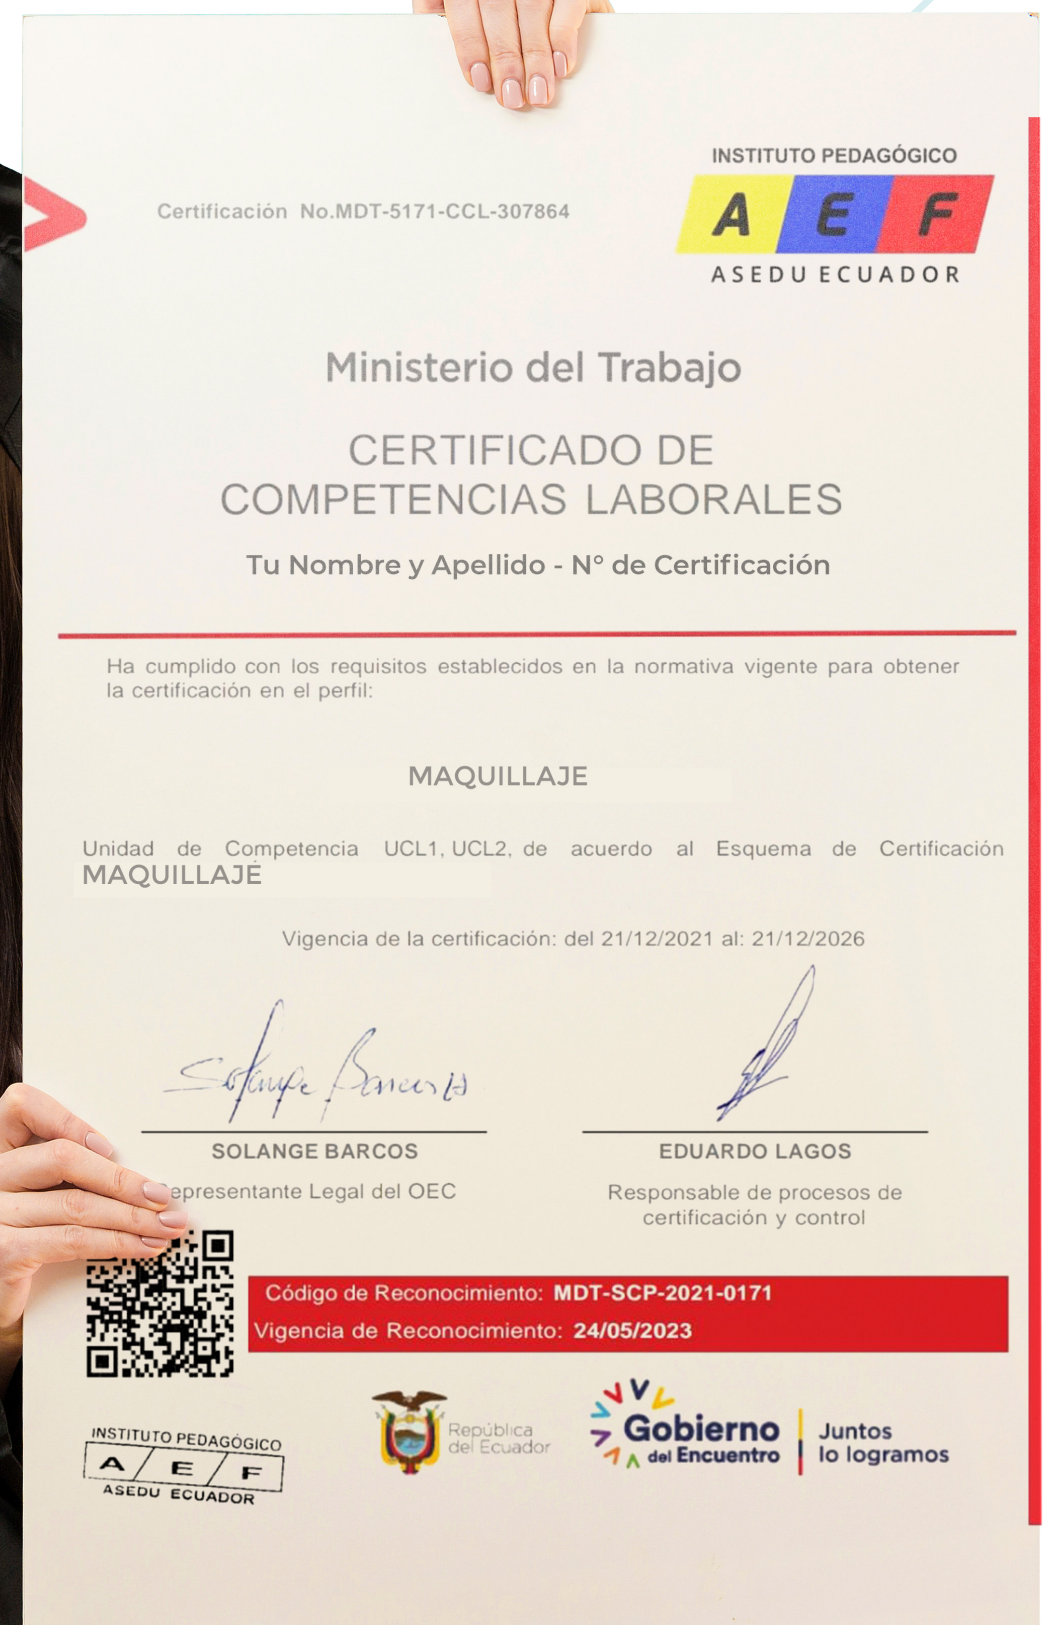 INSTITUTO PEDAGÓGICO
A E F
ASEDU ECUADOR
Certificación No.MDT-5171-CCL-307864
Ministerio del Trabajo
CERTIFICADO DE
COMPETENCIAS LABORALES
Tu Nombre y Apellido - N° de Certificación
Ha cumplido con los requisitos establecidos en la normativa vigente para obtener
la certificación en el perfil:
MAQUILLAJE
Unidad de Competencia UCL1, UCL2, de acuerdo al Esquema de Certificación
MAQUILLAJE
Vigencia de la certificación: del 21/12/2021 al: 21/12/2026
SOLANGE BARCOS
epresentante Legal del OEC
EDUARDO LAGOS
Responsable de procesos de
certificación y control
Código de Reconocimiento: MDT-SCP-2021-0171
Vigencia de Reconocimiento: 24/05/2023
INSTITUTO PEDAGÓGICO
A E F
ASEDU ECUADOR
República
del Ecuador
Gobierno
del Encuentro
Juntos
lo logramos